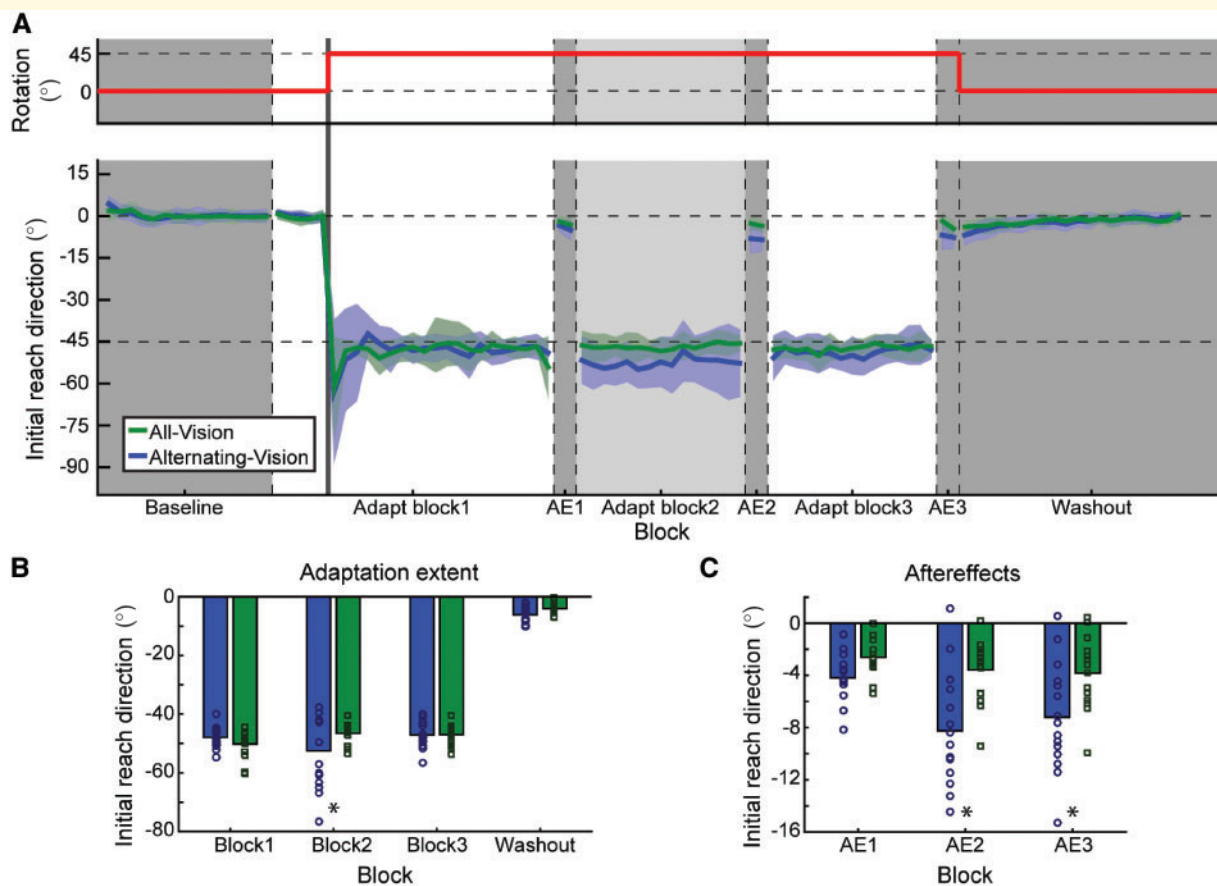 A
Rotation (°)
45
0
Initial reach direction (°)
15
0
-15
-30
-45
-60
-75
-90
All-Vision
Alternating-Vision
Baseline
Adapt block1
AE1
Adapt block2
AE2
Adapt block3
AE3
Washout
Block
B
Adaptation extent
Initial reach direction (°)
0
-20
-40
-60
-80
*
Block1
Block2
Block3
Washout
Block
C
Aftereffects
Initial reach direction (°)
0
-4
-8
-12
-16
*
*
AE1
AE2
AE3
Block